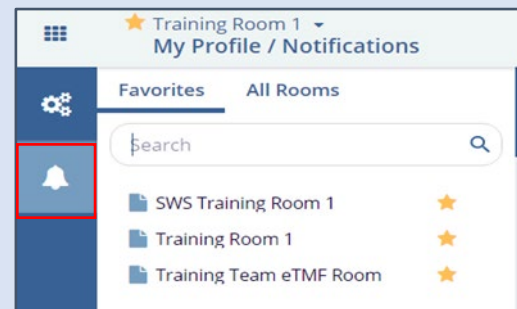 Training Room 1
My Profile / Notifications
Favorites All Rooms
Search
SWS Training Room 1
Training Room 1
Training Team eTMF Room